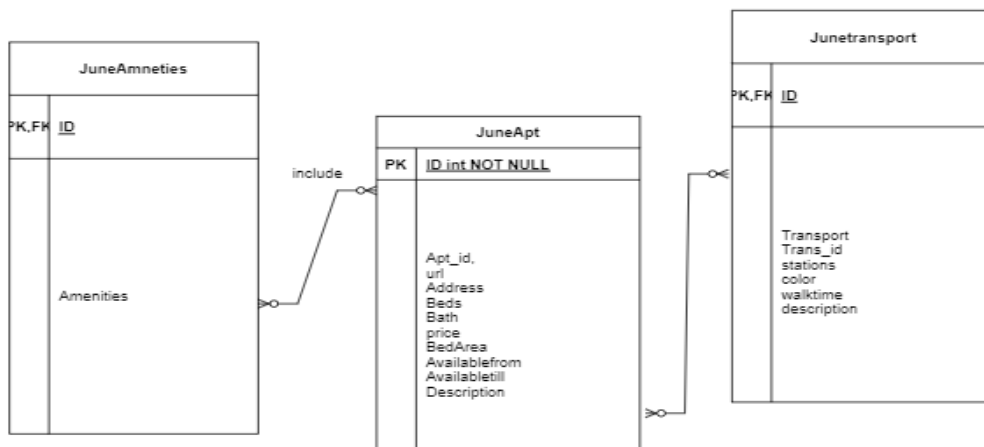 JuneAmneties
PK,FK ID
Amenities
include
JuneApt
PK ID int NOT NULL
Apt_id,
url
Address
Beds
Bath
price
BedArea
Availablefrom
Availabletill
Description
Junetransport
PK,FK ID
Transport
Trans_id
stations
color
walktime
description